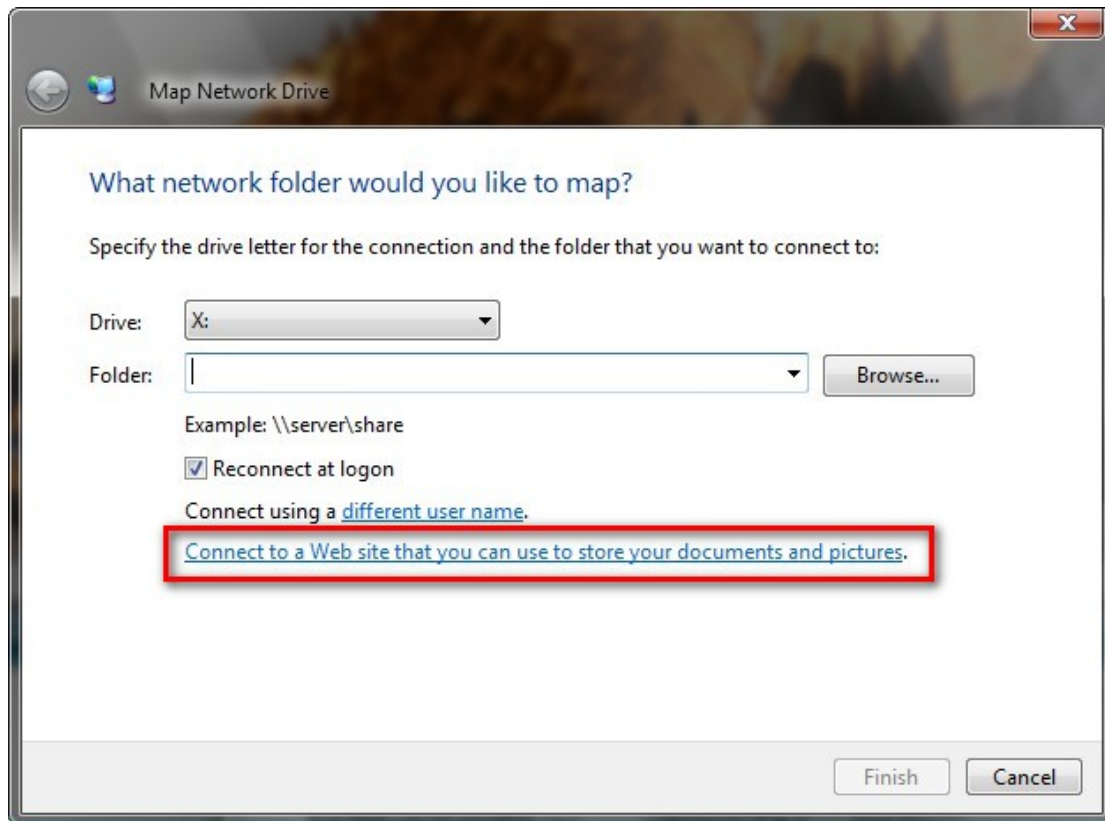 X
Map Network Drive
What network folder would you like to map?
Specify the drive letter for the connection and the folder that you want to connect to:
Drive: X:
Folder: Browse...
Example: \\server\share
Reconnect at logon
Connect using a different user name.
Connect to a Web site that you can use to store your documents and pictures.
Finish Cancel